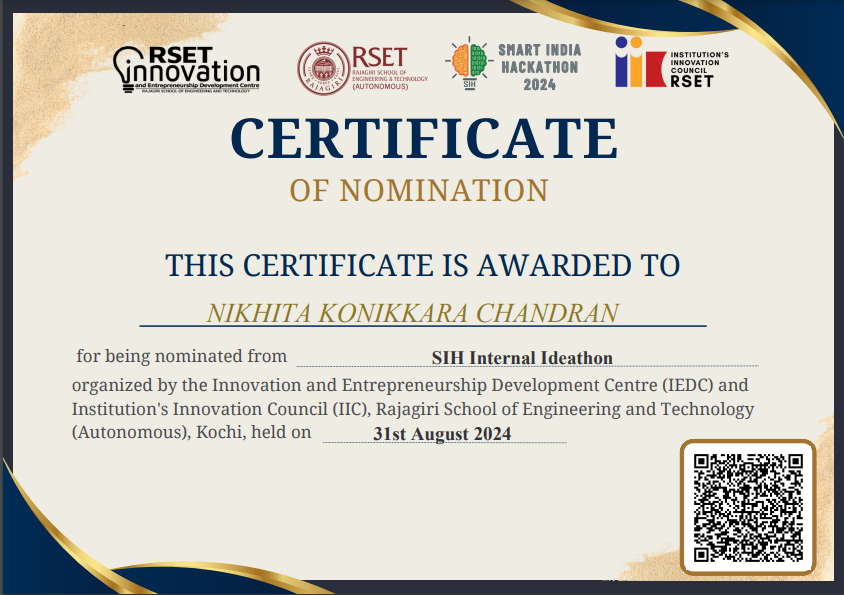 RSET
innovation
and Entrepreneurship Development Centre
RAJAGIRI SCHOOL OF ENGINEERING AND TECHNOLOGY
RAJAGIRI
RSET
RAJAGIRI SCHOOL OF
ENGINEERING & TECHNOLOGY
(AUTONOMOUS)
SIH
SMART INDIA
HACKATHON
2024
INSTITUTION'S
INNOVATION
COUNCIL
RSET
CERTIFICATE
OF NOMINATION
THIS CERTIFICATE IS AWARDED TO
NIKHITA KONIKKARA CHANDRAN
for being nominated from SIH Internal Ideathon
organized by the Innovation and Entrepreneurship Development Centre (IEDC) and
Institution's Innovation Council (IIC), Rajagiri School of Engineering and Technology
(Autonomous), Kochi, held on 31st August 2024